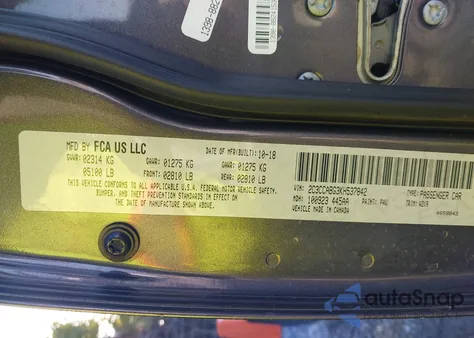 MFD BY FCA US LLC DATE OF MFR(BUILT): 10-18
GVWR: 02314 KG GAWR: 01275 KG GAWR: 01275 KG
05100 LB FRONT: 02810 LB REAR: 02810 LB
THIS VEHICLE CONFORMS TO ALL APPLICABLE U.S.A. FEDERAL MOTOR VEHICLE SAFETY,
BUMPER, AND THEFT PREVENTION STANDARDS IN EFFECT ON
THE DATE OF MANUFACTURE SHOWN ABOVE.
VIN: 2C3CCABG3KH537842 TYPE: PASSENGER CAR
MDH: 100823 445AA PAINT: PAU TRIM:
VEHICLE MADE IN CANADA
autoSnap